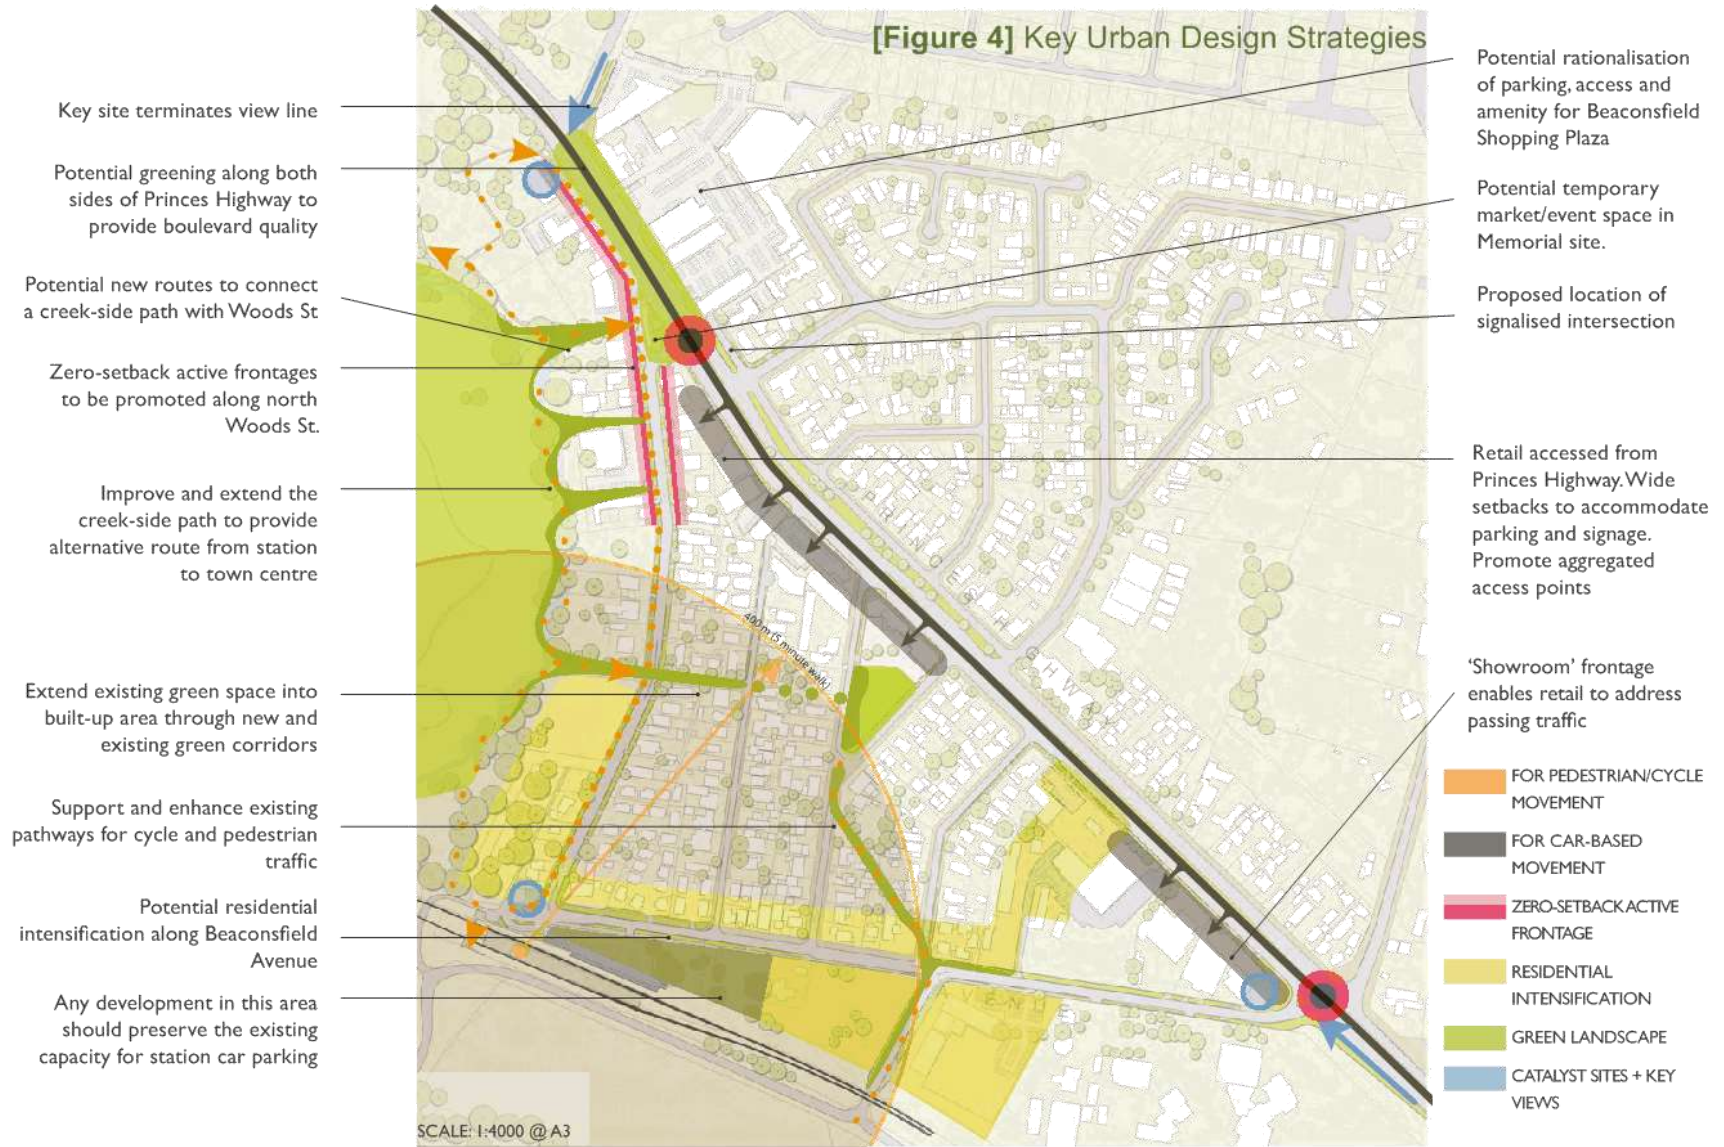 [Figure 4] Key Urban Design Strategies
Key site terminates view line
Potential greening along both
sides of Princes Highway to
provide boulevard quality
Potential new routes to connect
a creek-side path with Woods St
Zero-setback active frontages
to be promoted along north
Woods St.
Improve and extend the
creek-side path to provide
alternative route from station
to town centre
Extend existing green space into
built-up area through new and
existing green corridors
Support and enhance existing
pathways for cycle and pedestrian
traffic
Potential residential
intensification along Beaconsfield
Avenue
Any development in this area
should preserve the existing
capacity for station car parking
400 m (5 minute walk)
SCALE: 1:4000 @ A3
Potential rationalisation
of parking, access and
amenity for Beaconsfield
Shopping Plaza
Potential temporary
market/event space in
Memorial site.
Proposed location of
signalised intersection
Retail accessed from
Princes Highway. Wide
setbacks to accommodate
parking and signage.
Promote aggregated
access points
‘Showroom’ frontage
enables retail to address
passing traffic
FOR PEDESTRIAN/CYCLE
MOVEMENT
FOR CAR-BASED
MOVEMENT
ZERO-SETBACK ACTIVE
FRONTAGE
RESIDENTIAL
INTENSIFICATION
GREEN LANDSCAPE
CATALYST SITES + KEY
VIEWS